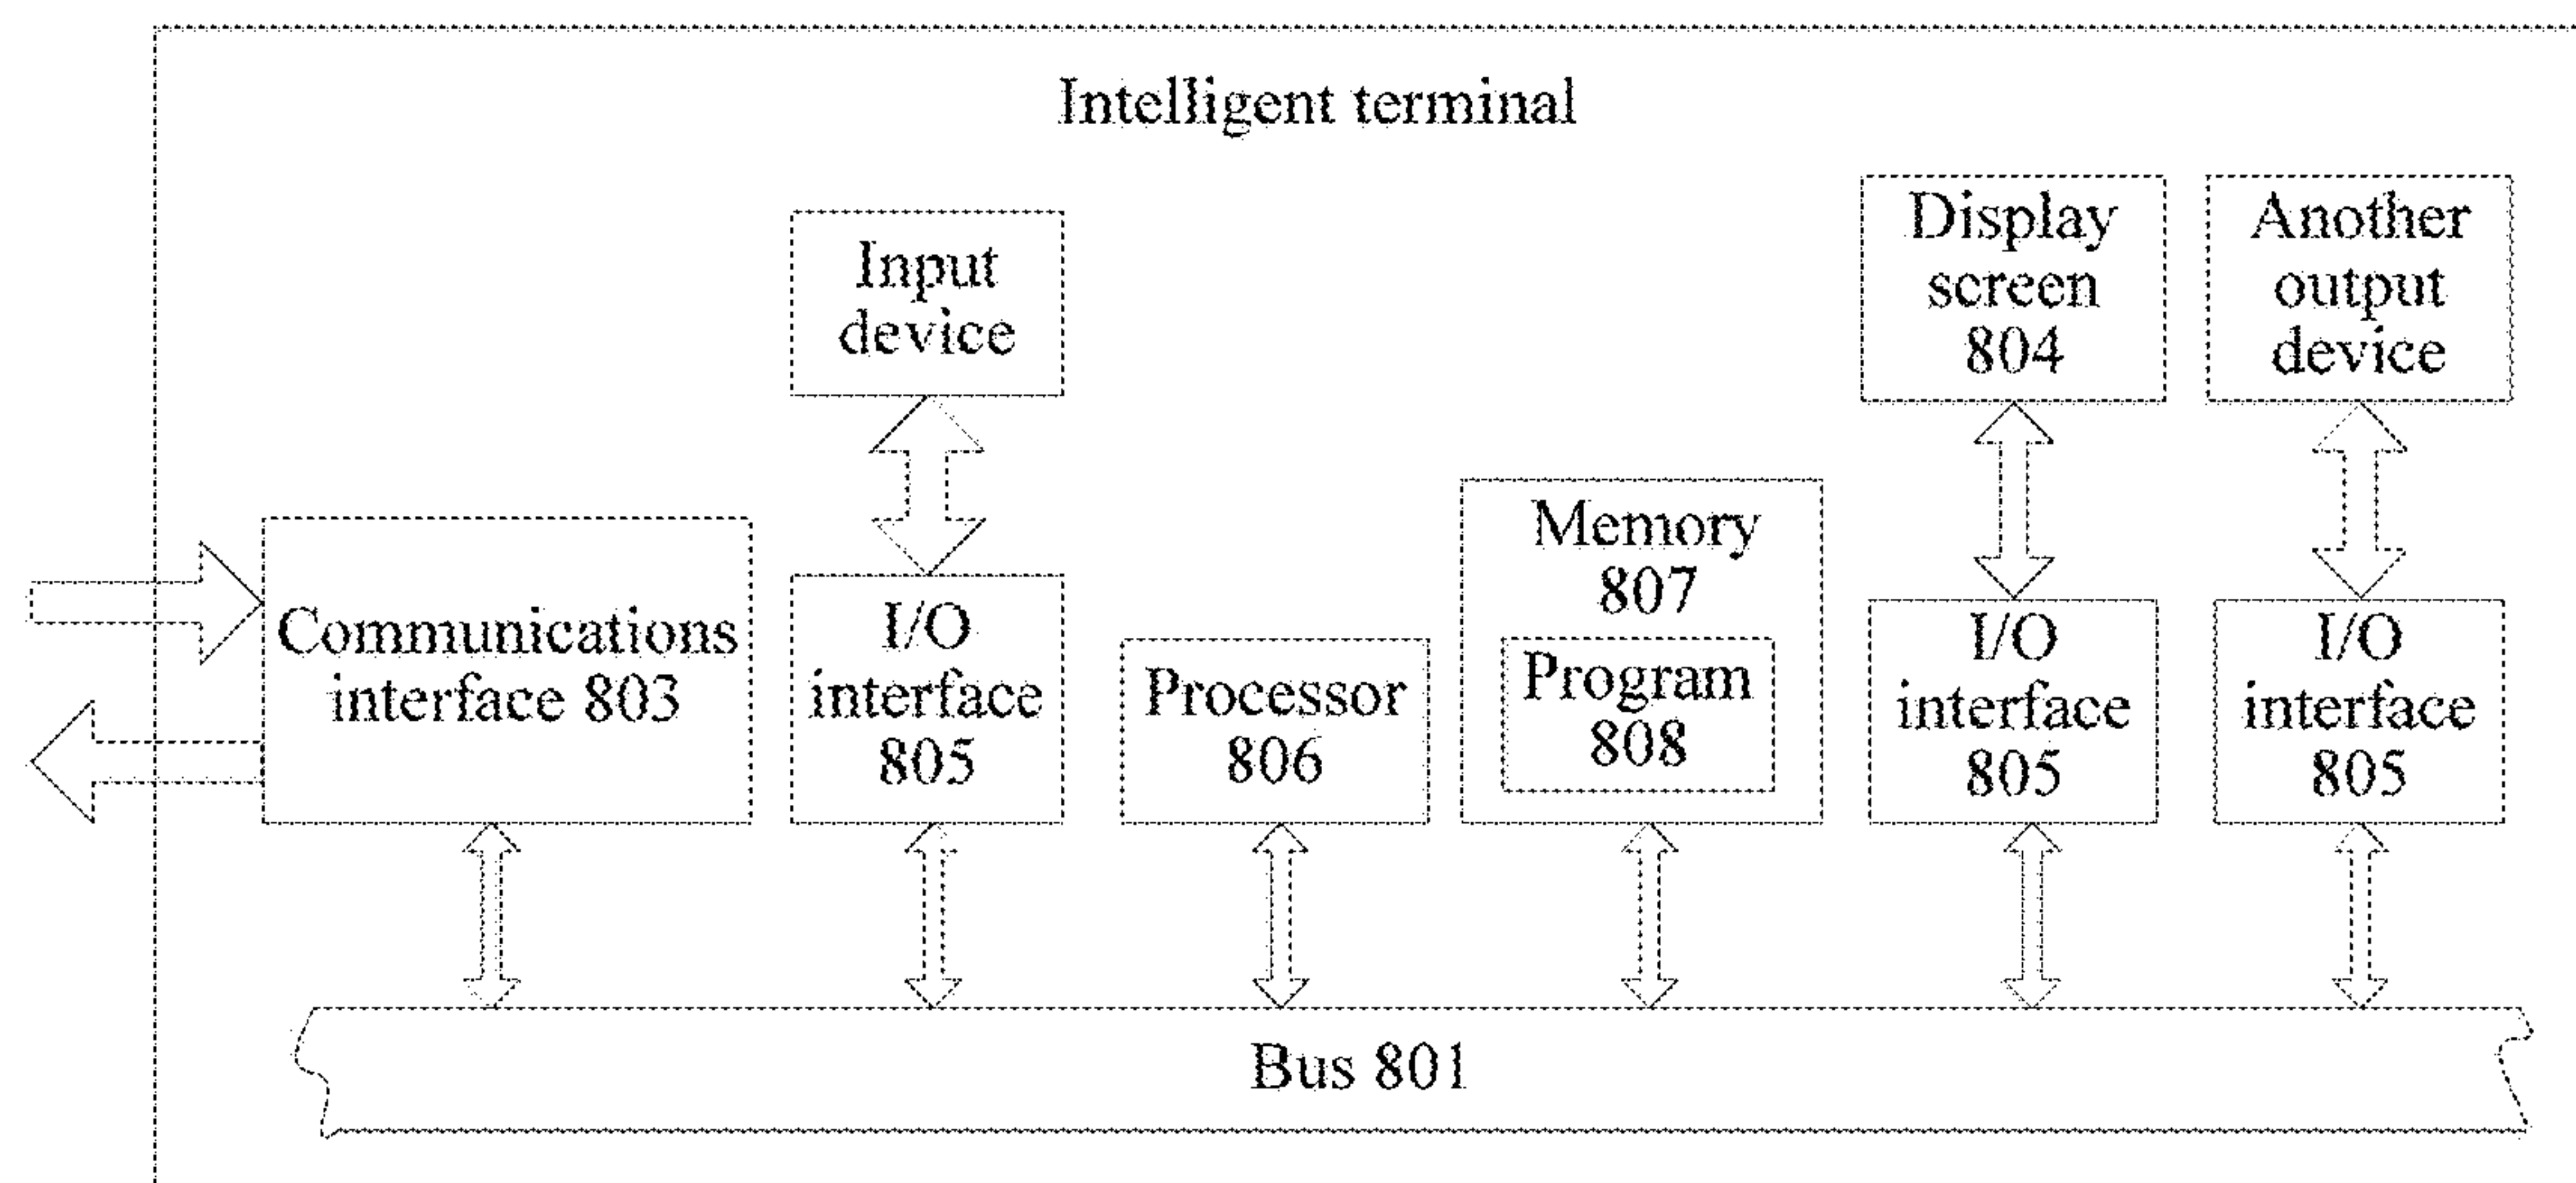 Intelligent terminal
Input
device
Display
screen
804
Another
output
device
Communications
interface 803
I/O
interface
805
Processor
806
Memory
807
Program
808
I/O
interface
805
I/O
interface
805
Bus 801